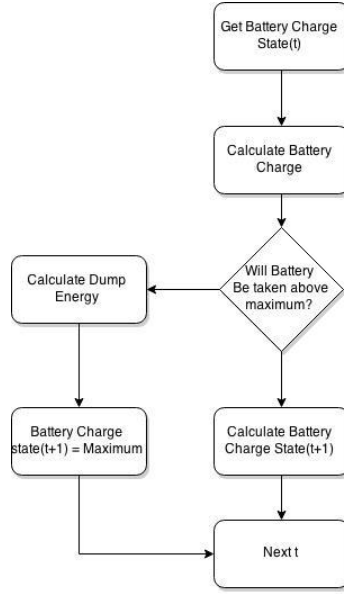 Get Battery Charge
State(t)
Calculate Battery
Charge
Will Battery
Be taken above
maximum?
Calculate Dump
Energy
Battery Charge
state(t+1) = Maximum
Calculate Battery
Charge State(t+1)
Next t